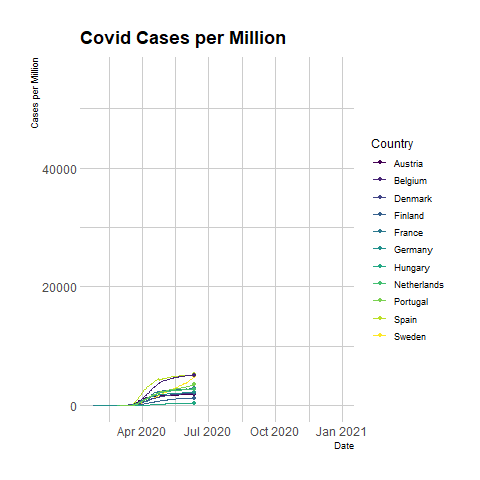 Covid Cases per Million
Cases per Million
40000
20000
0
Apr 2020
Jul 2020
Oct 2020
Jan 2021
Date
Country
Austria
Belgium
Denmark
Finland
France
Germany
Hungary
Netherlands
Portugal
Spain
Sweden